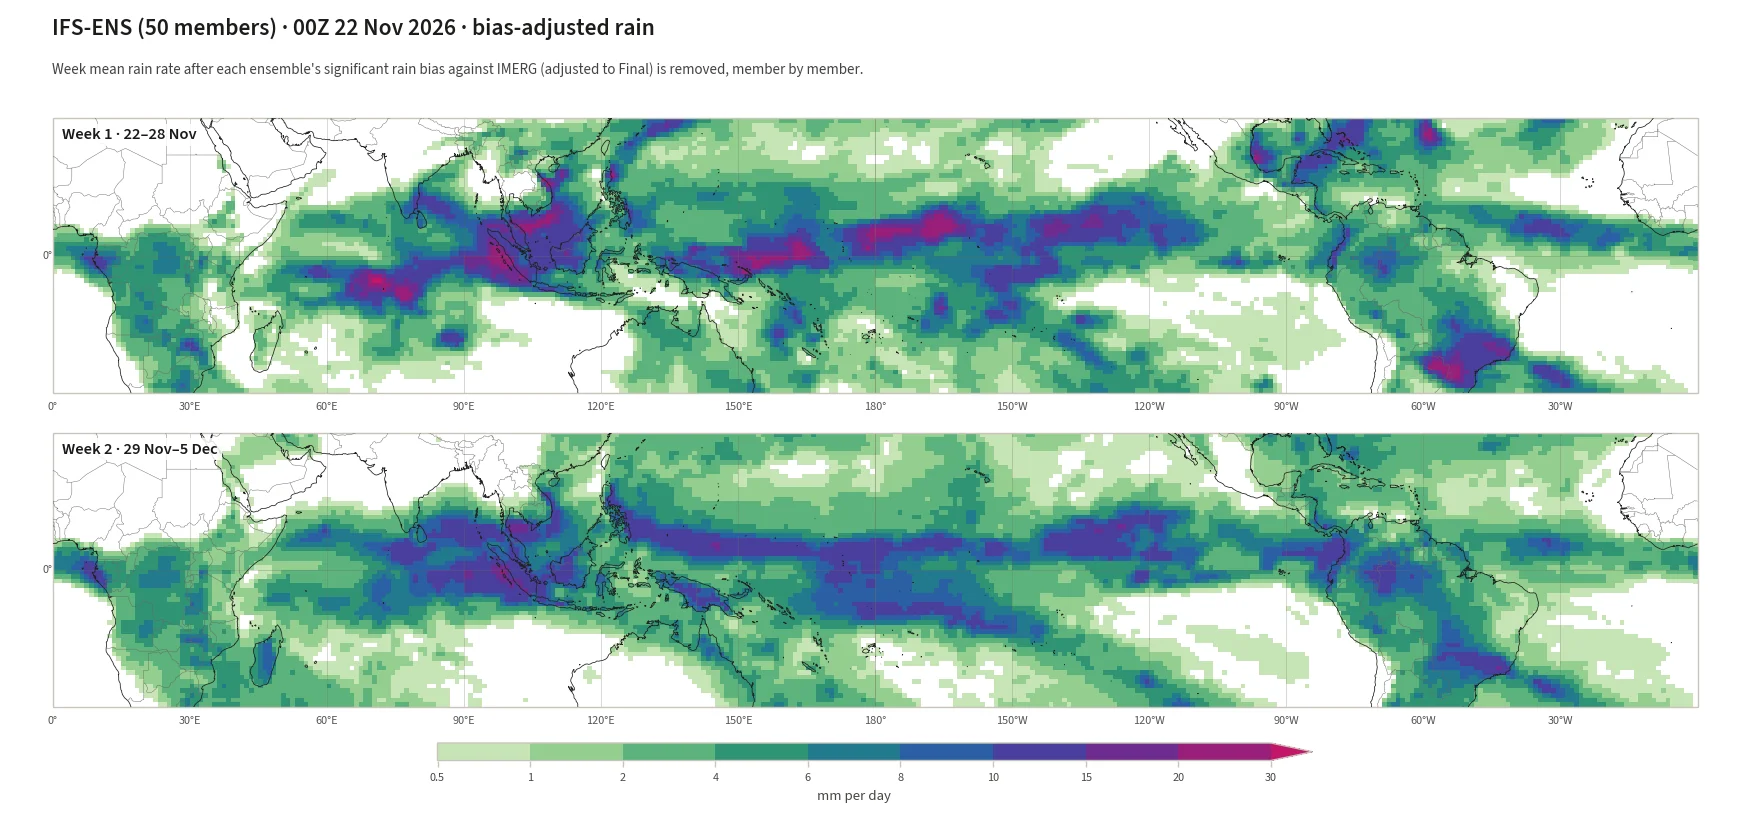 IFS-ENS (50 members) · 00Z 22 Nov 2026 · bias-adjusted rain
Week mean rain rate after each ensemble's significant rain bias against IMERG (adjusted to Final) is removed, member by member.
Week 1 · 22–28 Nov
0°
0° 30°E 60°E 90°E 120°E 150°E 180° 150°W 120°W 90°W 60°W 30°W
Week 2 · 29 Nov–5 Dec
0°
0° 30°E 60°E 90°E 120°E 150°E 180° 150°W 120°W 90°W 60°W 30°W
0.5 1 2 4 6 8 10 15 20 30
mm per day